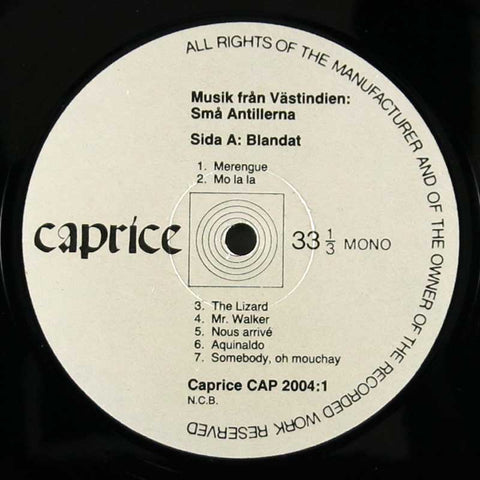 ALL RIGHTS OF THE MANUFACTURER AND OF THE OWNER OF THE RECORDED WORK RESERVED
Musik från Västindien:
Små Antillerna
Sida A: Blandat
1. Merengue
2. Mo la la
caprice
33 1/3 MONO
3. The Lizard
4. Mr. Walker
5. Nous arrivé
6. Aquinaldo
7. Somebody, oh mouchay
Caprice CAP 2004:1
N.C.B.